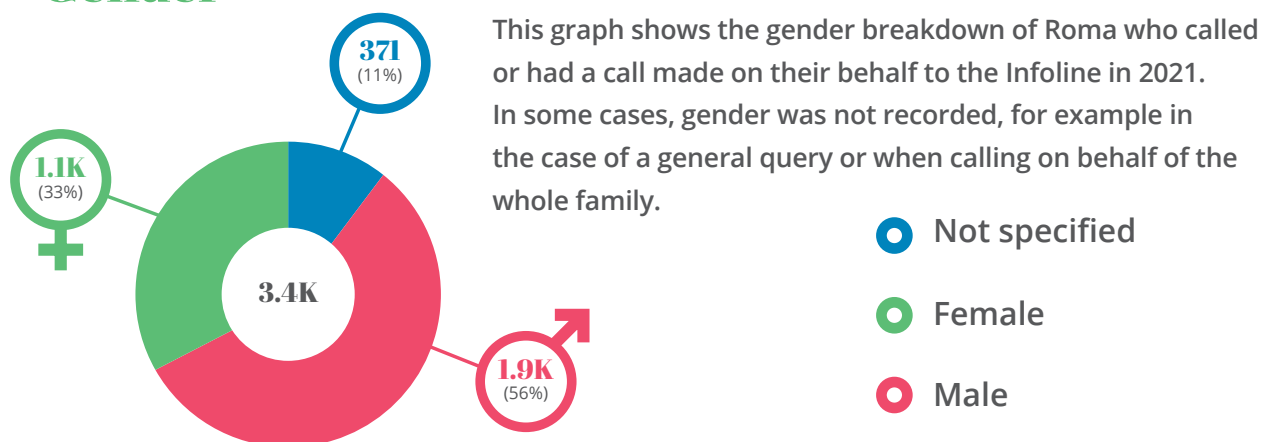 Gender
371
(11%)
This graph shows the gender breakdown of Roma who called
or had a call made on their behalf to the Infoline in 2021.
In some cases, gender was not recorded, for example in
the case of a general query or when calling on behalf of the
whole family.
1.1K
(33%)
3.4K
1.9K
(56%)
Not specified
Female
Male